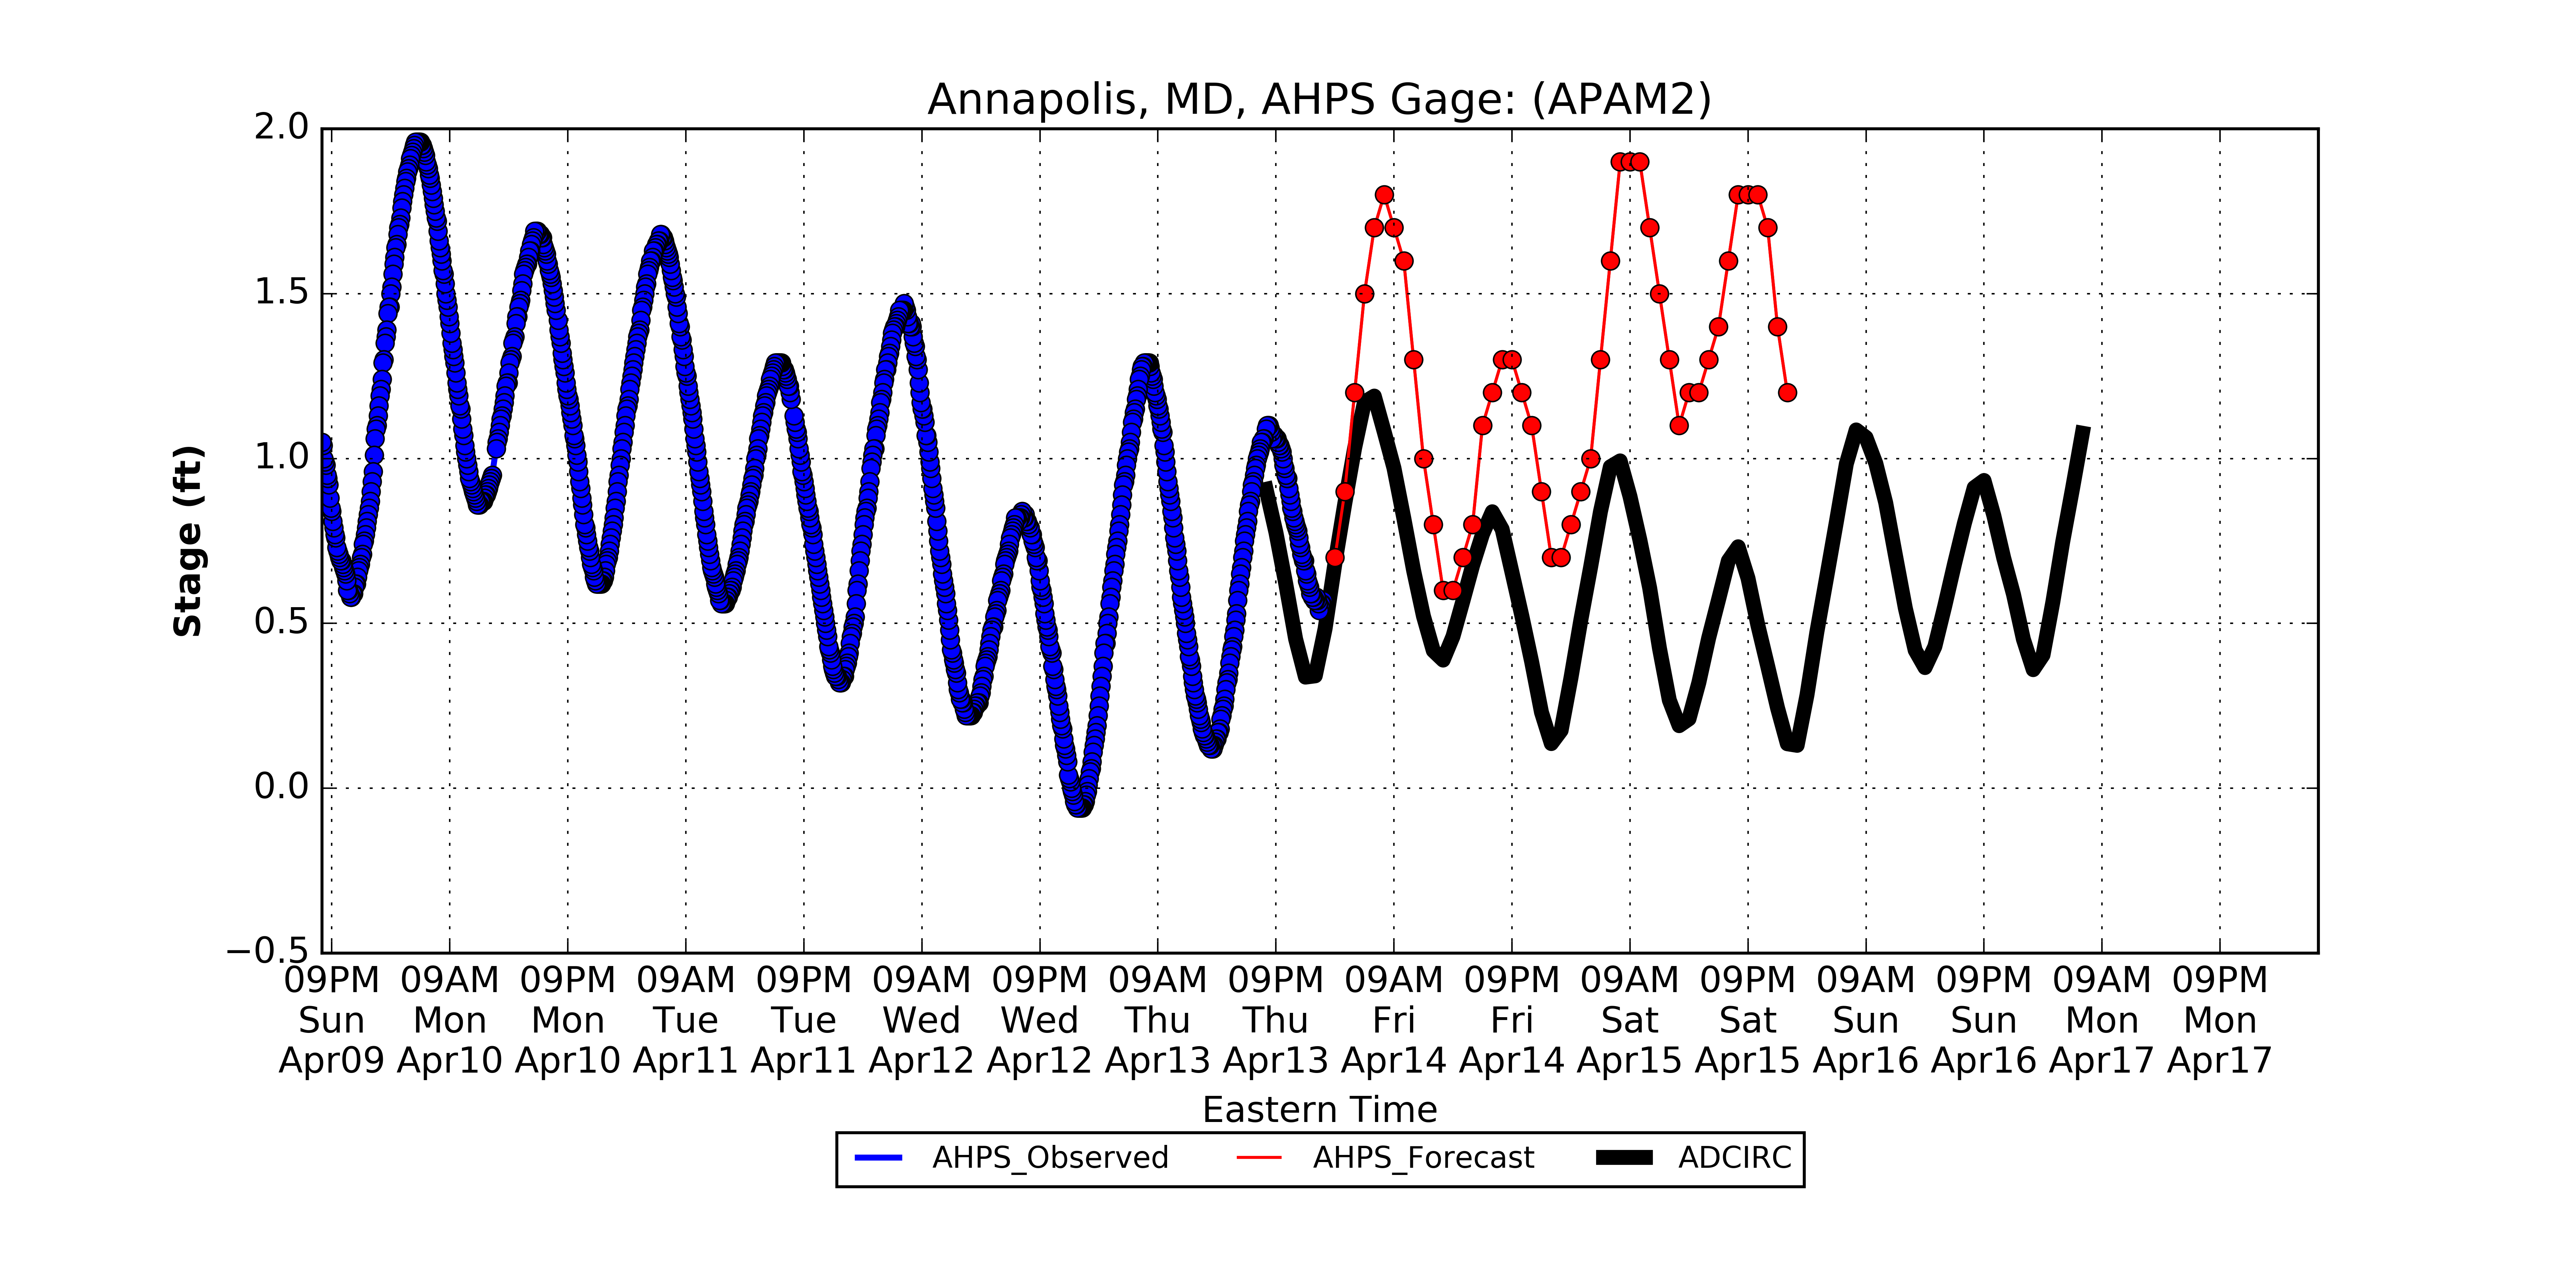 Annapolis, MD, AHPS Gage: (APAM2)
2.0
1.5
1.0
0.5
0.0
−0.5
Stage (ft)
09PM 09AM 09PM 09AM 09PM 09AM 09PM 09AM 09PM 09AM 09PM 09AM 09PM 09AM 09PM 09AM 09PM
Sun Mon Mon Tue Tue Wed Wed Thu Thu Fri Fri Sat Sat Sun Sun Mon Mon
Apr09 Apr10 Apr10 Apr11 Apr11 Apr12 Apr12 Apr13 Apr13 Apr14 Apr14 Apr15 Apr15 Apr16 Apr16 Apr17 Apr17
Eastern Time
AHPS_Observed AHPS_Forecast ADCIRC